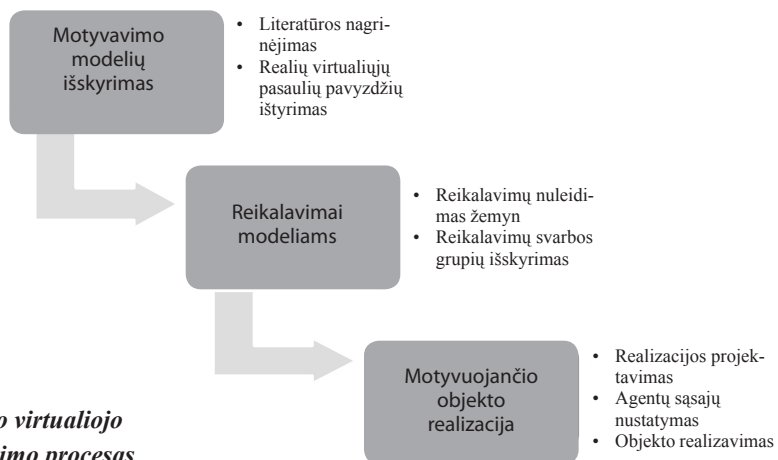 Motyvavimo
modelių
išskyrimas
• Literatūros nagri-
nėjimas
• Realių virtualiųjų
pasaulių pavyzdžių
ištyrimas
Reikalavimai
modeliams
• Reikalavimų nuleidi-
mas žemyn
• Reikalavimų svarbos
grupių išskyrimas
Motyvuojančio
objekto
realizacija
• Realizacijos projek-
tavimas
• Agentų sąsajų
nustatymas
• Objekto realizavimas
o virtualiojo
imo procesas